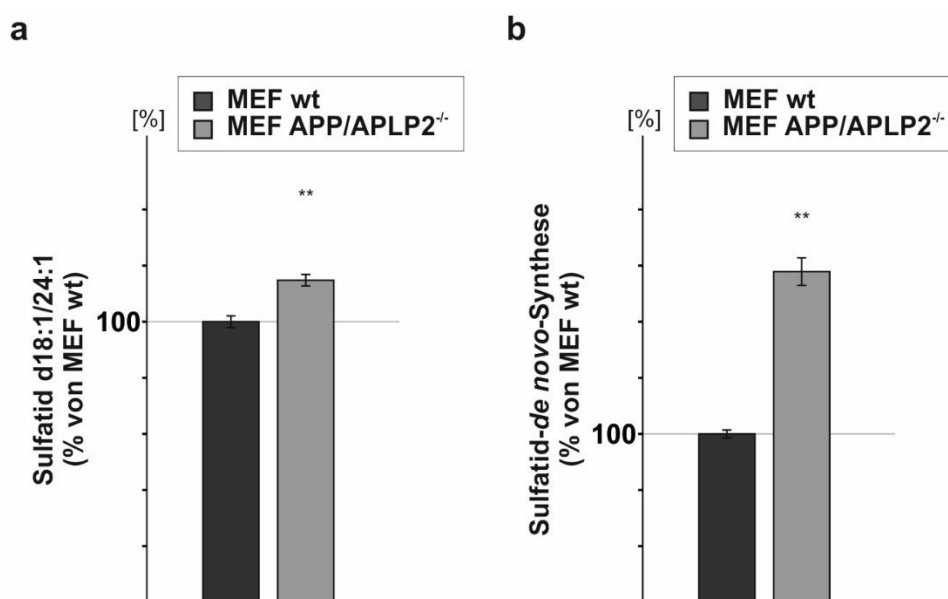 a
MEF wt
MEF APP/APLP2-/-
[%]
**
Sulfatid d18:1/24:1
(% von MEF wt)
100
b
MEF wt
MEF APP/APLP2-/-
[%]
**
Sulfatid-de novo-Synthese
(% von MEF wt)
100